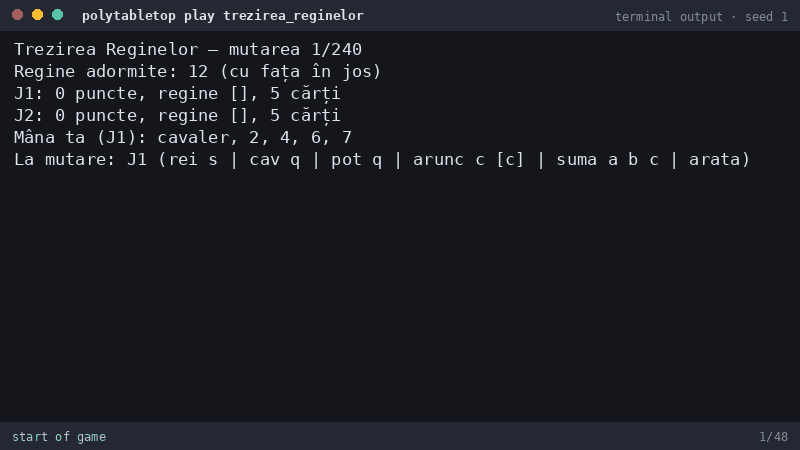 polytabletop play trezirea_reginelor
terminal output · seed 1
Trezirea Reginelor — mutarea 1/240
Regine adormite: 12 (cu fața în jos)
J1: 0 puncte, regine [], 5 cărți
J2: 0 puncte, regine [], 5 cărți
Mâna ta (J1): cavaler, 2, 4, 6, 7
La mutare: J1 (rei s | cav q | pot q | arunc c [c] | suma a b c | arata)
start of game
1/48